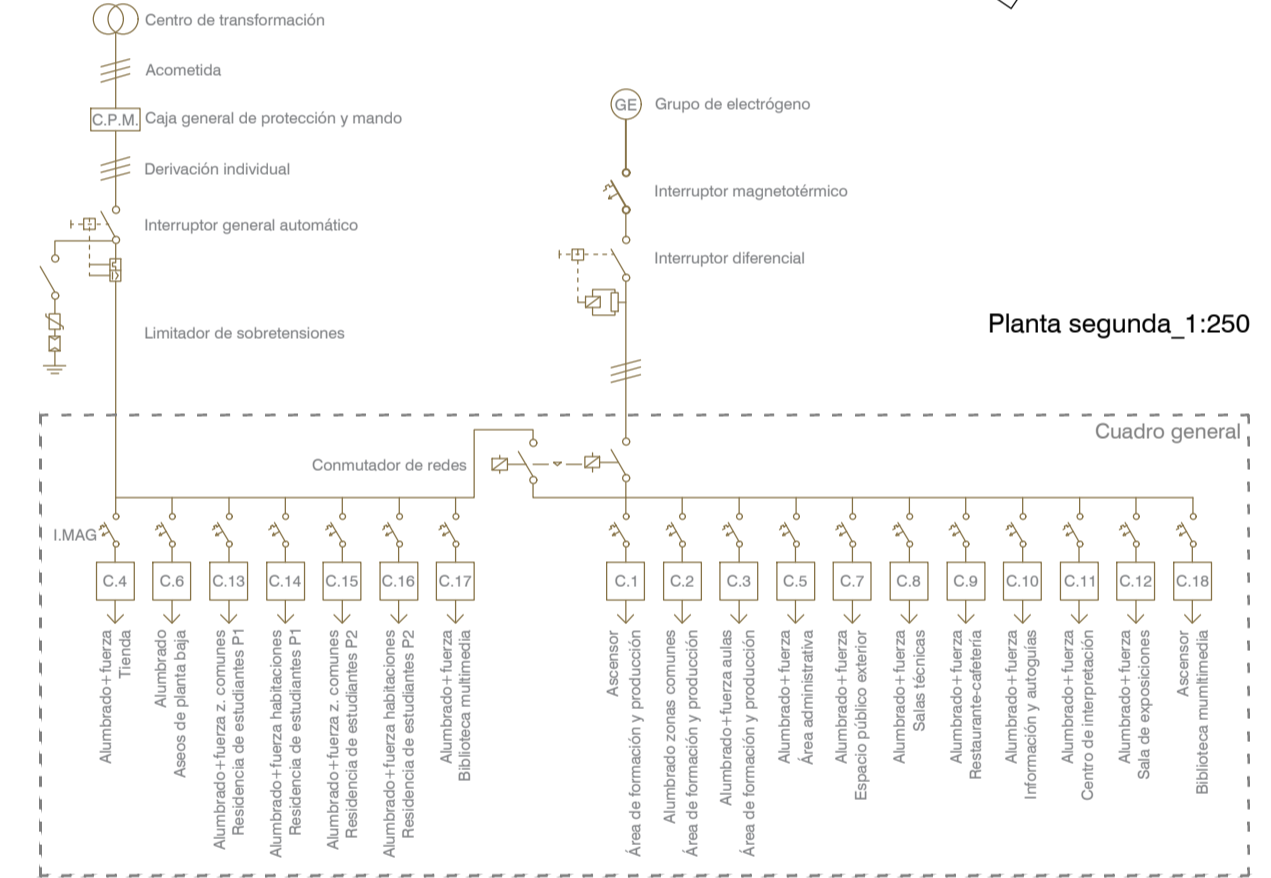 Centro de transformación
Acometida
C.P.M.
Caja general de protección y mando
Derivación individual
Interruptor general automático
Limitador de sobretensiones
GE
Grupo de electrógeno
Interruptor magnetotérmico
Interruptor diferencial
Planta segunda_1:250
Cuadro general
Conmutador de redes
I.MAG
C.4
Alumbrado+fuerza
Tienda
C.6
Alumbrado
Aseos de planta baja
C.13
Alumbrado+fuerza z. comunes
Residencia de estudiantes P1
C.14
Alumbrado+fuerza habitaciones
Residencia de estudiantes P1
C.15
Alumbrado+fuerza z. comunes
Residencia de estudiantes P2
C.16
Alumbrado+fuerza habitaciones
Residencia de estudiantes P2
C.17
Alumbrado+fuerza
Biblioteca multimedia
C.1
Ascensor
Área de formación y producción
C.2
Alumbrado zonas comunes
Área de formación y producción
C.3
Alumbrado+fuerza aulas
Área de formación y producción
C.5
Alumbrado+fuerza
Área administrativa
C.7
Alumbrado+fuerza
Espacio público exterior
C.8
Alumbrado+fuerza
Salas técnicas
C.9
Alumbrado+fuerza
Restaurante-cafetería
C.10
Alumbrado+fuerza
Información y autoguías
C.11
Alumbrado+fuerza
Centro de interpretación
C.12
Alumbrado+fuerza
Sala de exposiciones
C.18
Ascensor
Biblioteca mumltimedia